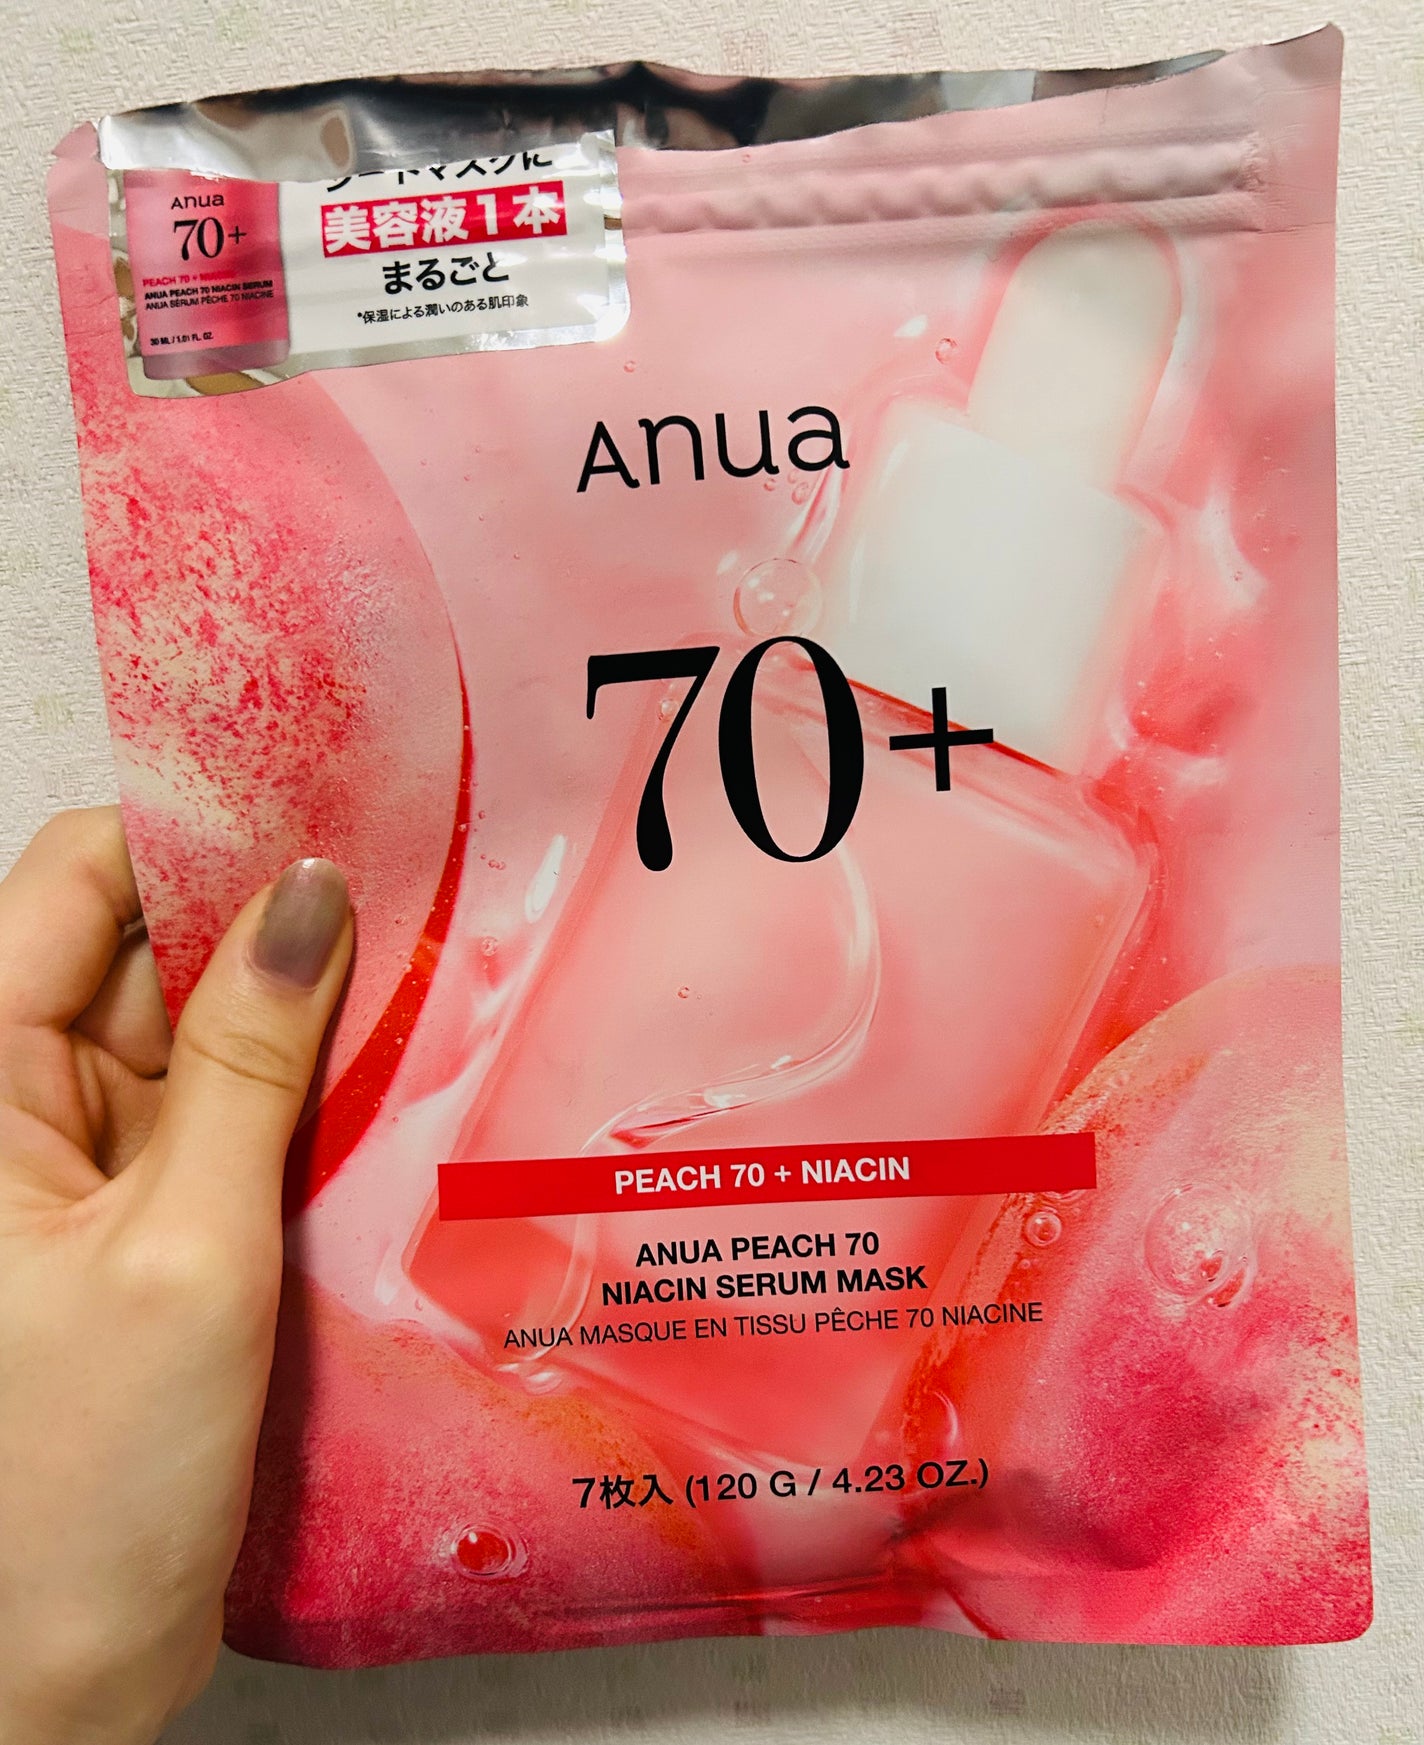 シートマスクに
Anua
70+
PEACH 70 + NIACIN
ANUA PEACH 70 NIACIN SERUM
ANUA SÉRUM PÊCHE 70 NIACINE
30 ML / 1.01 FL. OZ.
美容液1本
まるごと
*保湿による潤いのある肌印象
Anua
70+
PEACH 70 + NIACIN
ANUA PEACH 70
NIACIN SERUM MASK
ANUA MASQUE EN TISSU PÊCHE 70 NIACINE
7枚入 (120 G / 4.23 OZ.)